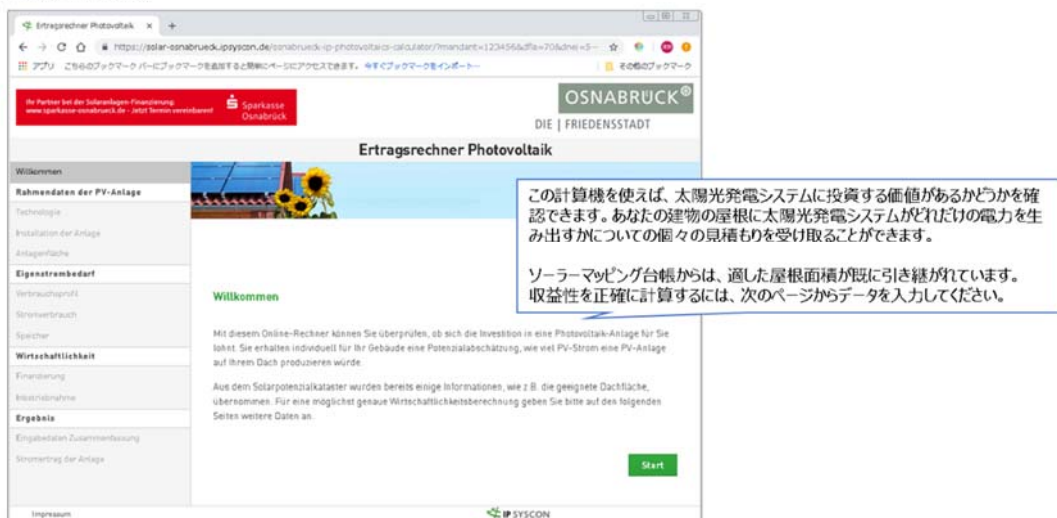 Ertragsrechner Photovoltaik × +
https://solar-osnabrueck.ipsyscon.de/osnabrueck-ip-photovoltaics-calculator/?mandant=123456&dfla=70&dnei=5
アプリ こちらのブックマーク バーにブックマークを追加すると簡単にページにアクセスできます。 今すぐブックマークをインポート… その他のブックマーク
Ihr Partner bei der Solaranlagen-Finanzierung:
www.sparkasse-osnabrueck.de - Jetzt Termin vereinbaren!
Sparkasse
Osnabrück
OSNABRÜCK®
DIE | FRIEDENSSTADT
Ertragsrechner Photovoltaik
Willkommen
Rahmendaten der PV-Anlage
Technologie
Installation der Anlage
Anlagenfläche
Eigenstrombedarf
Verbrauchsprofil
Stromverbrauch
Speicher
Wirtschaftlichkeit
Finanzierung
Inbetriebnahme
Ergebnis
Eingabedaten Zusammenfassung
Stromertrag der Anlage
Willkommen
Mit diesem Online-Rechner können Sie überprüfen, ob sich die Investition in eine Photovoltaik-Anlage für Sie
lohnt. Sie erhalten individuell für Ihr Gebäude eine Potenzialabschätzung, wie viel PV-Strom eine PV-Anlage
auf Ihrem Dach produzieren würde.
Aus dem Solarpotenzialkataster wurden bereits einige Informationen, wie z.B. die geeignete Dachfläche,
übernommen. Für eine möglichst genaue Wirtschaftlichkeitsberechnung geben Sie bitte auf den folgenden
Seiten weitere Daten an.
Start
Impressum
IP SYSCON
この計算機を使えば、太陽光発電システムに投資する価値があるかどうかを確
認できます。あなたの建物の屋根に太陽光発電システムがどれだけの電力を生
み出すかについての個々の見積もりを受け取ることができます。
ソーラーマッピング台帳からは、適した屋根面積が既に引き継がれています。
収益性を正確に計算するには、次のページからデータを入力してください。